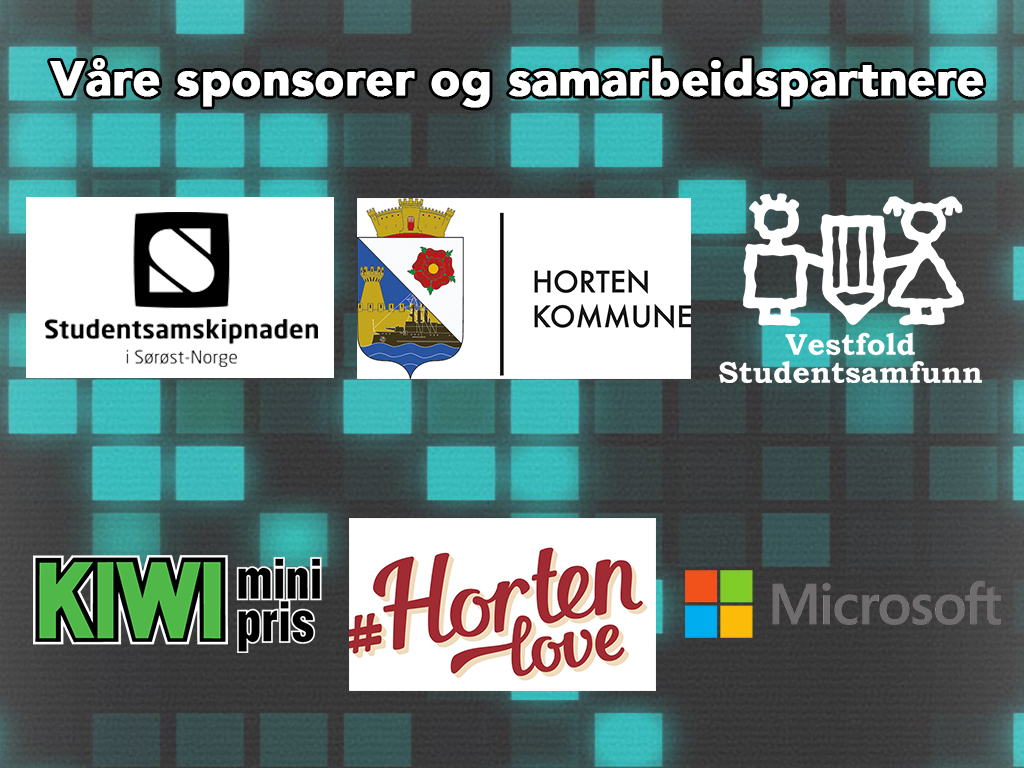 Våre sponsorer og samarbeidspartnere
S
Studentsamskipnaden
i Sørøst-Norge
HORTEN
KOMMUNE
Vestfold
Studentsamfunn
KIWI mini
pris
#Horten
love
Microsoft